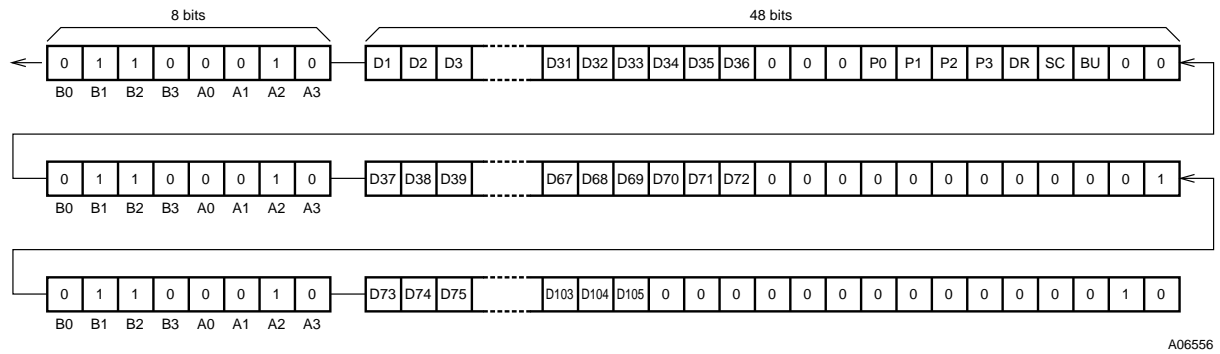 8 bits 48 bits
0 1 1 0 0 0 1 0 D1 D2 D3 D31 D32 D33 D34 D35 D36 0 0 0 P0 P1 P2 P3 DR SC BU 0 0
B0 B1 B2 B3 A0 A1 A2 A3
0 1 1 0 0 0 1 0 D37 D38 D39 D67 D68 D69 D70 D71 D72 0 0 0 0 0 0 0 0 0 0 0 1
B0 B1 B2 B3 A0 A1 A2 A3
0 1 1 0 0 0 1 0 D73 D74 D75 D103 D104 D105 0 0 0 0 0 0 0 0 0 0 0 0 0 1 0
B0 B1 B2 B3 A0 A1 A2 A3
A06556